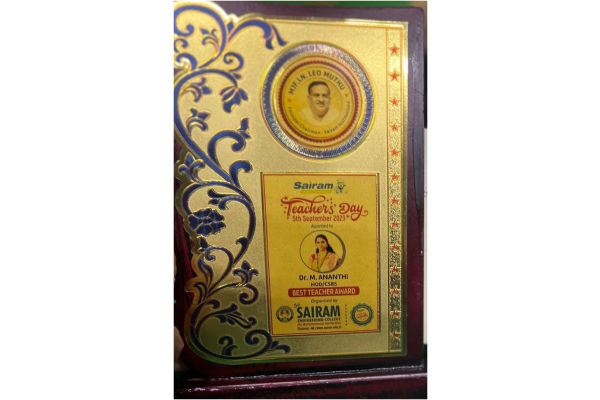 MJF.LN. LEO MUTHU
Sairam
Teachers' Day
5th September 2023
Awarded to
Dr. M. ANANTHI
HOD/CSBS
BEST TEACHER AWARD
Organised by
SAIRAM
ENGINEERING COLLEGE